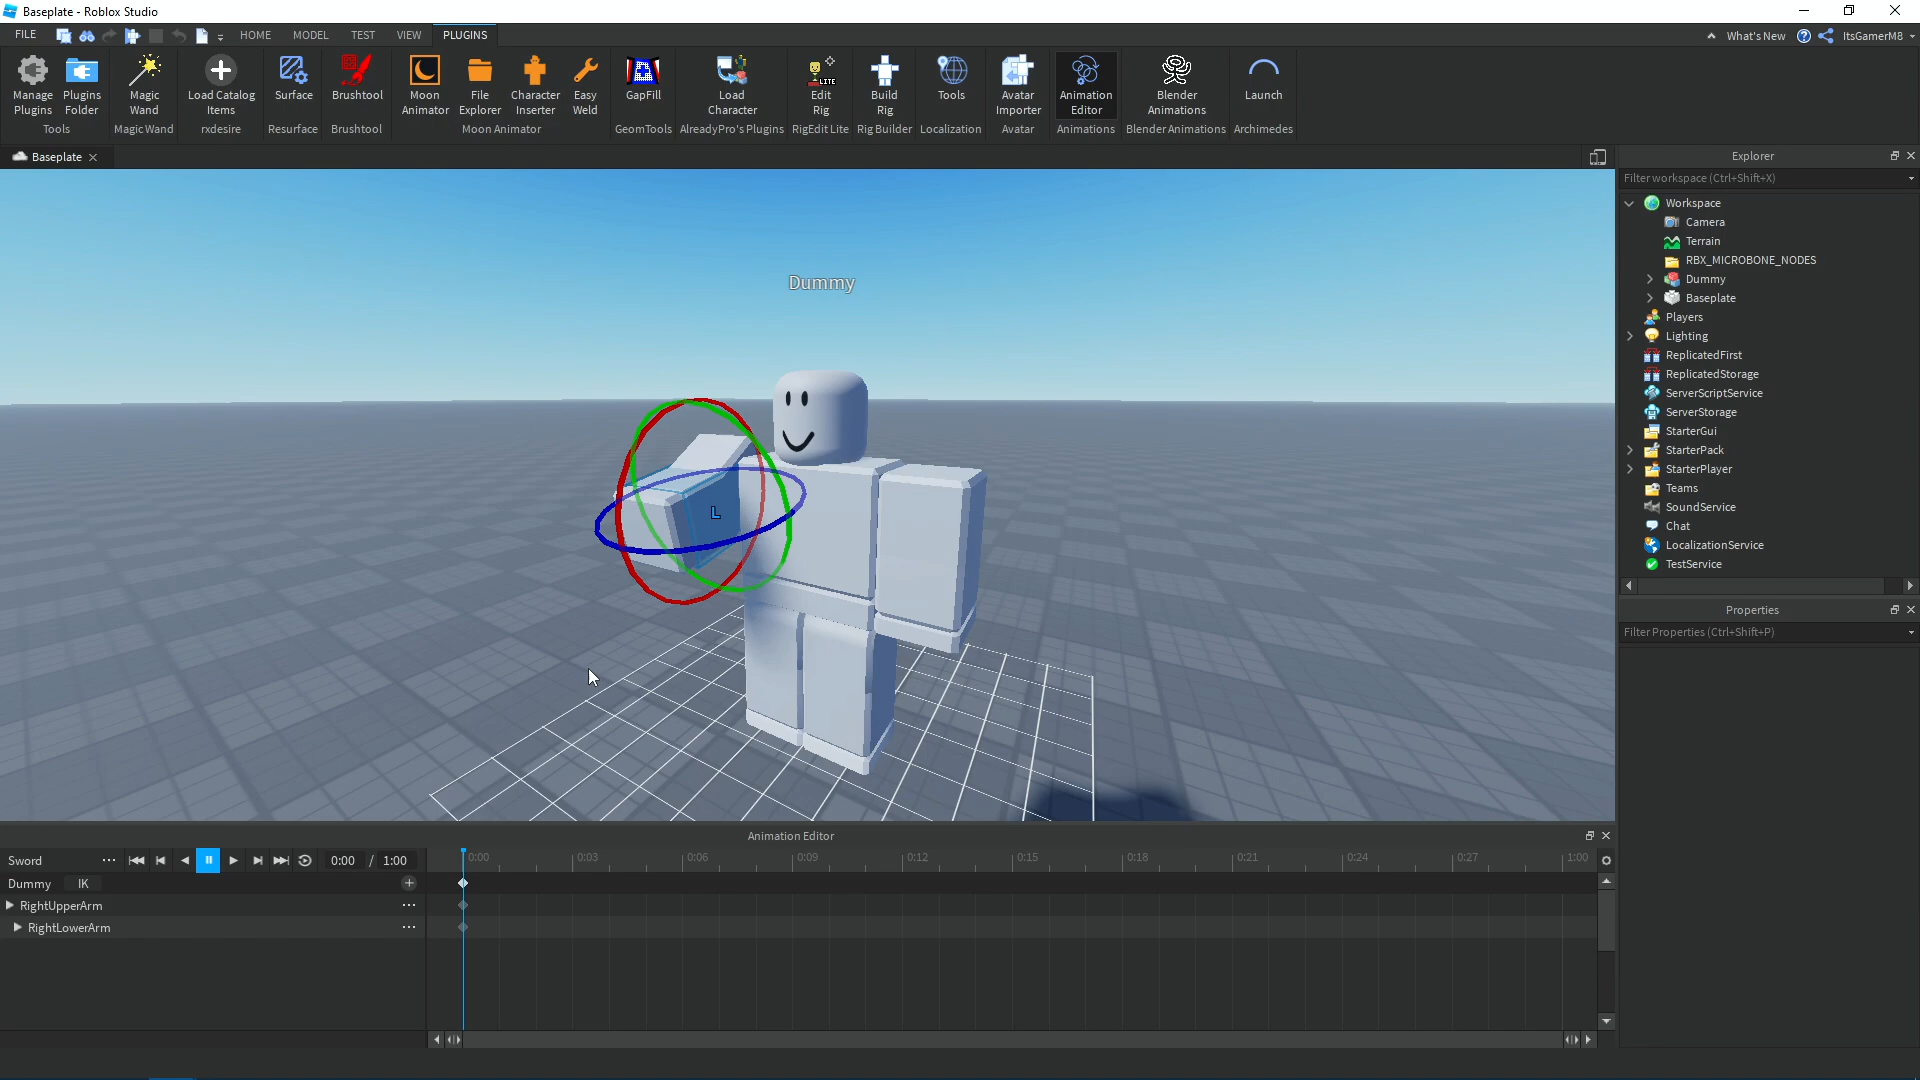 Baseplate - Roblox Studio
FILE HOME MODEL TEST VIEW PLUGINS What's New ItsGamerM8
Manage Plugins
Plugins Folder
Tools
Magic Wand
Magic Wand
Load Catalog Items
rxdesire
Surface
Resurface
Brushtool
Brushtool
Moon Animator
File Explorer
Character Inserter
Easy Weld
Moon Animator
GapFill
GeomTools
Load Character
AlreadyPro's Plugins
LITE
Edit Rig
RigEdit Lite
Build Rig
Rig Builder
Tools
Localization
Avatar Importer
Avatar
Animation Editor
Animations
Blender Animations
Blender Animations
Launch
Archimedes
Baseplate
Dummy
L
Explorer
Filter workspace (Ctrl+Shift+X)
Workspace
Camera
Terrain
RBX_MICROBONE_NODES
Dummy
Baseplate
Players
Lighting
ReplicatedFirst
ReplicatedStorage
ServerScriptService
ServerStorage
StarterGui
StarterPack
StarterPlayer
Teams
SoundService
Chat
LocalizationService
TestService
Properties
Filter Properties (Ctrl+Shift+P)
Animation Editor
Sword 0:00 / 1:00 0:00 0:03 0:06 0:09 0:12 0:15 0:18 0:21 0:24 0:27 1:00
Dummy IK
RightUpperArm
RightLowerArm